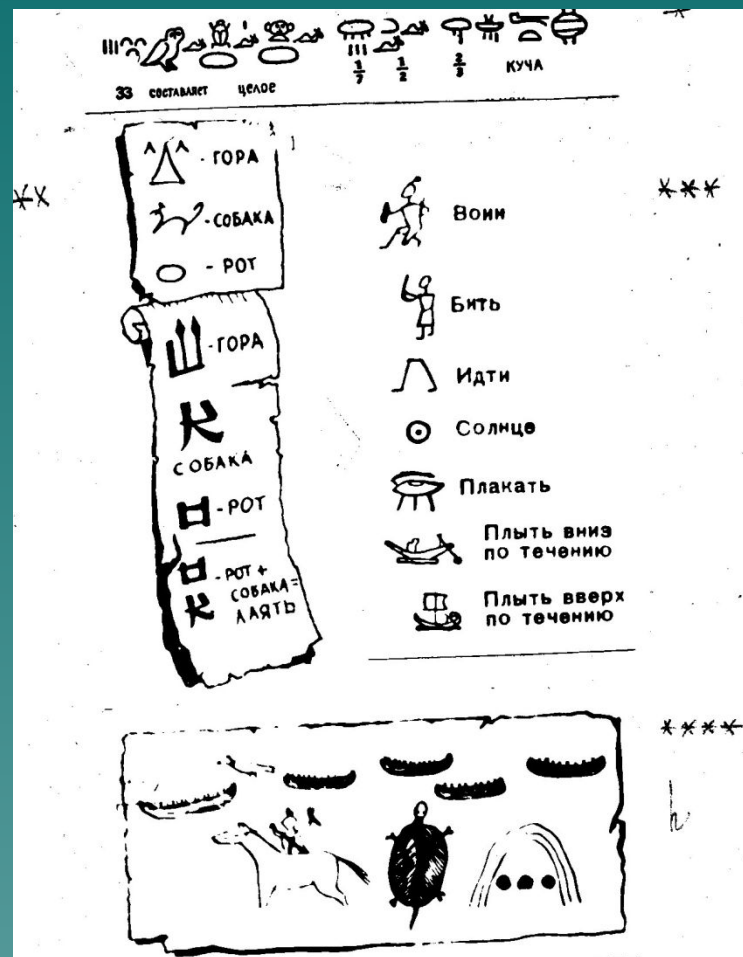 1/7 1/2 2/3 КУЧА
33 СОСТАВЛЯЕТ ЦЕЛОЕ
- ГОРА
- СОБАКА
- РОТ
- ГОРА
СОБАКА
- РОТ
- РОТ +
СОБАКА =
ЛАЯТЬ
Воин
Бить
Идти
Солнце
Плакать
Плыть вниз
по течению
Плыть вверх
по течению